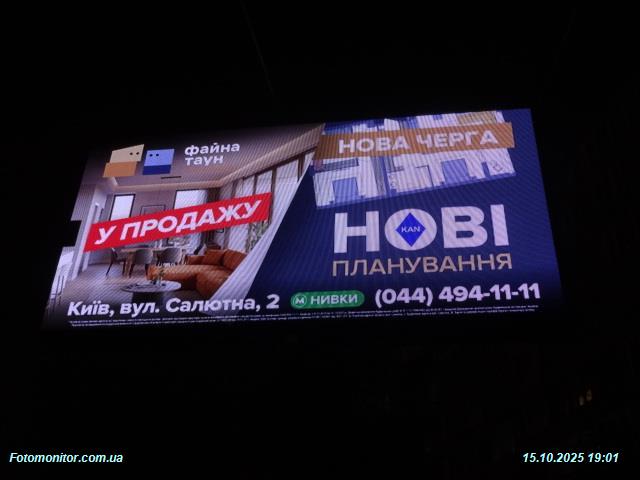 файна
таун
НОВА ЧЕРГА
У ПРОДАЖУ
НОВІ
KAN
ПЛАНУВАННЯ
Київ, вул. Салютна, 2 М НИВКИ (044) 494-11-11
Fotomonitor.com.ua
15.10.2025 19:01